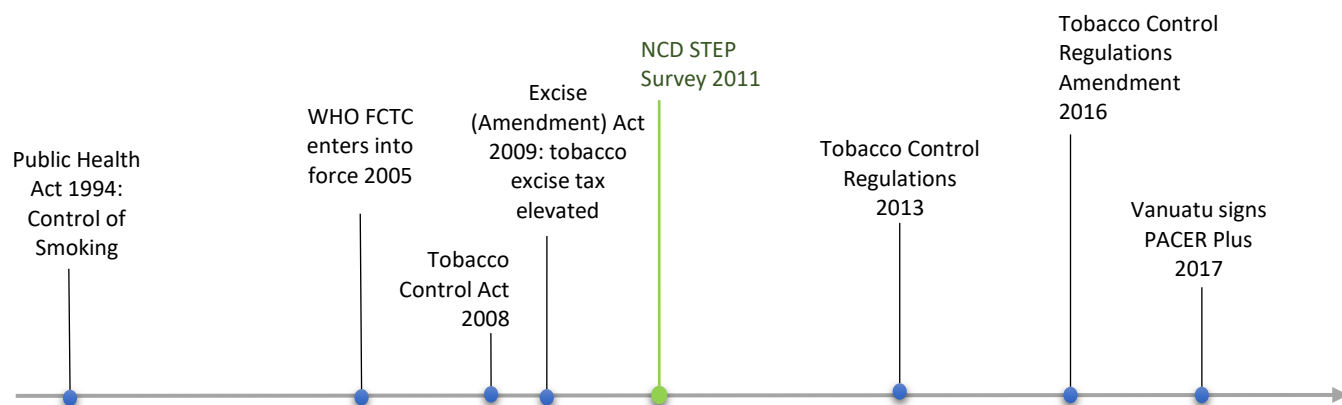 Public Health
Act 1994:
Control of
Smoking
WHO FCTC
enters into
force 2005
Tobacco
Control Act
2008
Excise
(Amendment) Act
2009: tobacco
excise tax
elevated
NCD STEP
Survey 2011
Tobacco Control
Regulations
2013
Tobacco Control
Regulations
Amendment
2016
Vanuatu signs
PACER Plus
2017